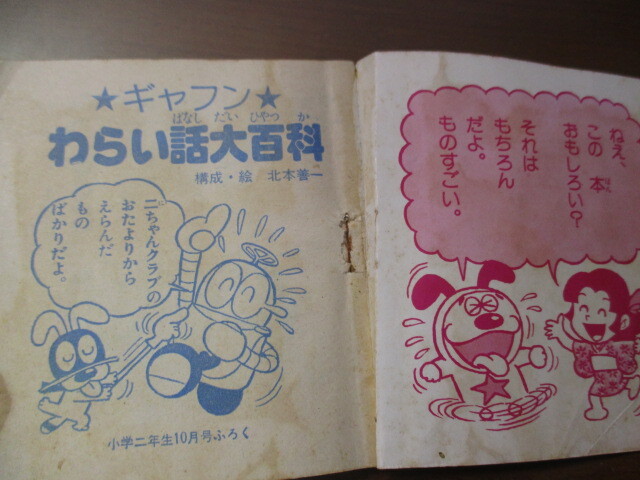 ★ギャフン★
わらい話大百科
ばなし だい ひやつ か
構成・絵 北本善一
二ちゃんクラブの
おたよりから
えらんだ
もの
ばかりだよ。
小学二年生10月号ふろく
ねえ、
この本
おもしろい?
それは
もちろん
だよ。
ものすごい。